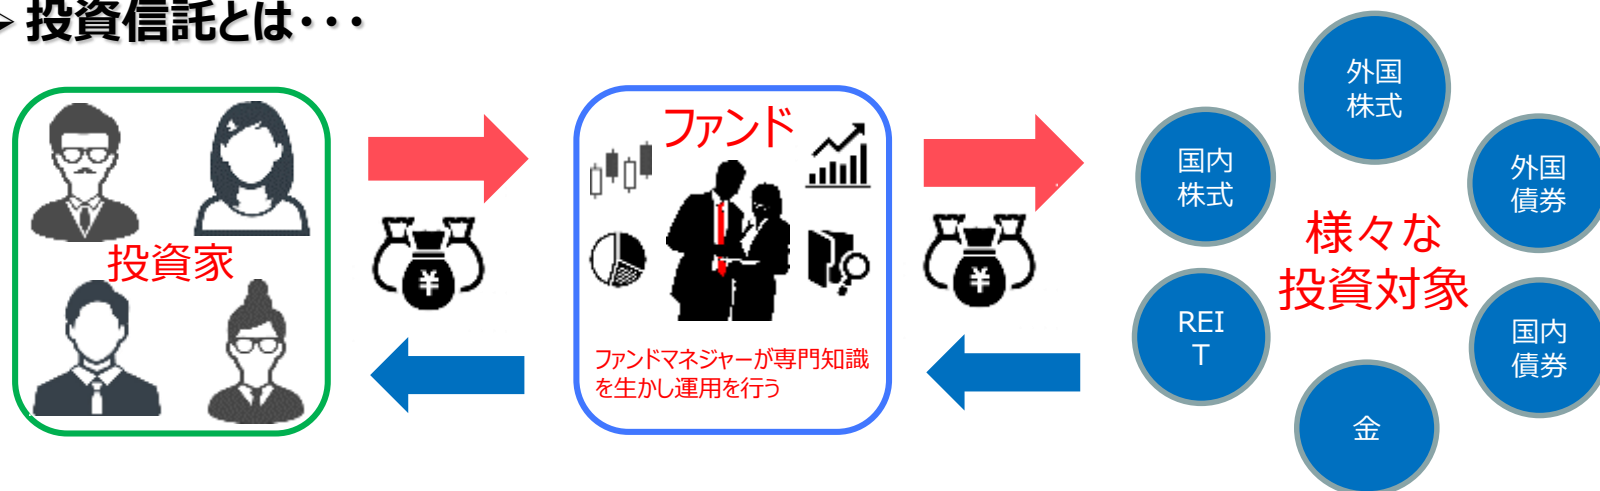 投資信託とは・・・
投資家
¥
ファンド
ファンドマネジャーが専門知識
を生かし運用を行う
¥
様々な
投資対象
外国
株式
国内
株式
外国
債券
REI
T
国内
債券
金